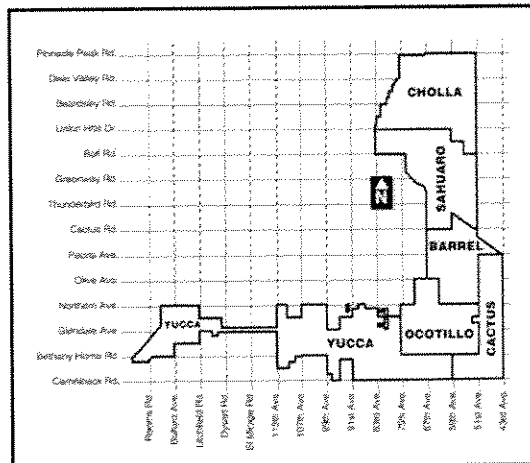 Pinnacle Peak Rd.
Deer Valley Rd.
Beardsley Rd.
Union Hills Dr.
Bell Rd.
Greenway Rd.
Thunderbird Rd.
Cactus Rd.
Peoria Ave.
Olive Ave.
Northern Ave.
Glendale Ave.
Bethany Home Rd.
Camelback Rd.
CHOLLA
SAHUARO
BARREL
YUCCA
YUCCA
OCOTILLO
CACTUS
Bullard Ave.
Litchfield Rd.
Dysart Rd.
El Mirage Rd.
115th Ave.
107th Ave.
99th Ave.
91st Ave.
83rd Ave.
75th Ave.
67th Ave.
59th Ave.
51st Ave.
43rd Ave.